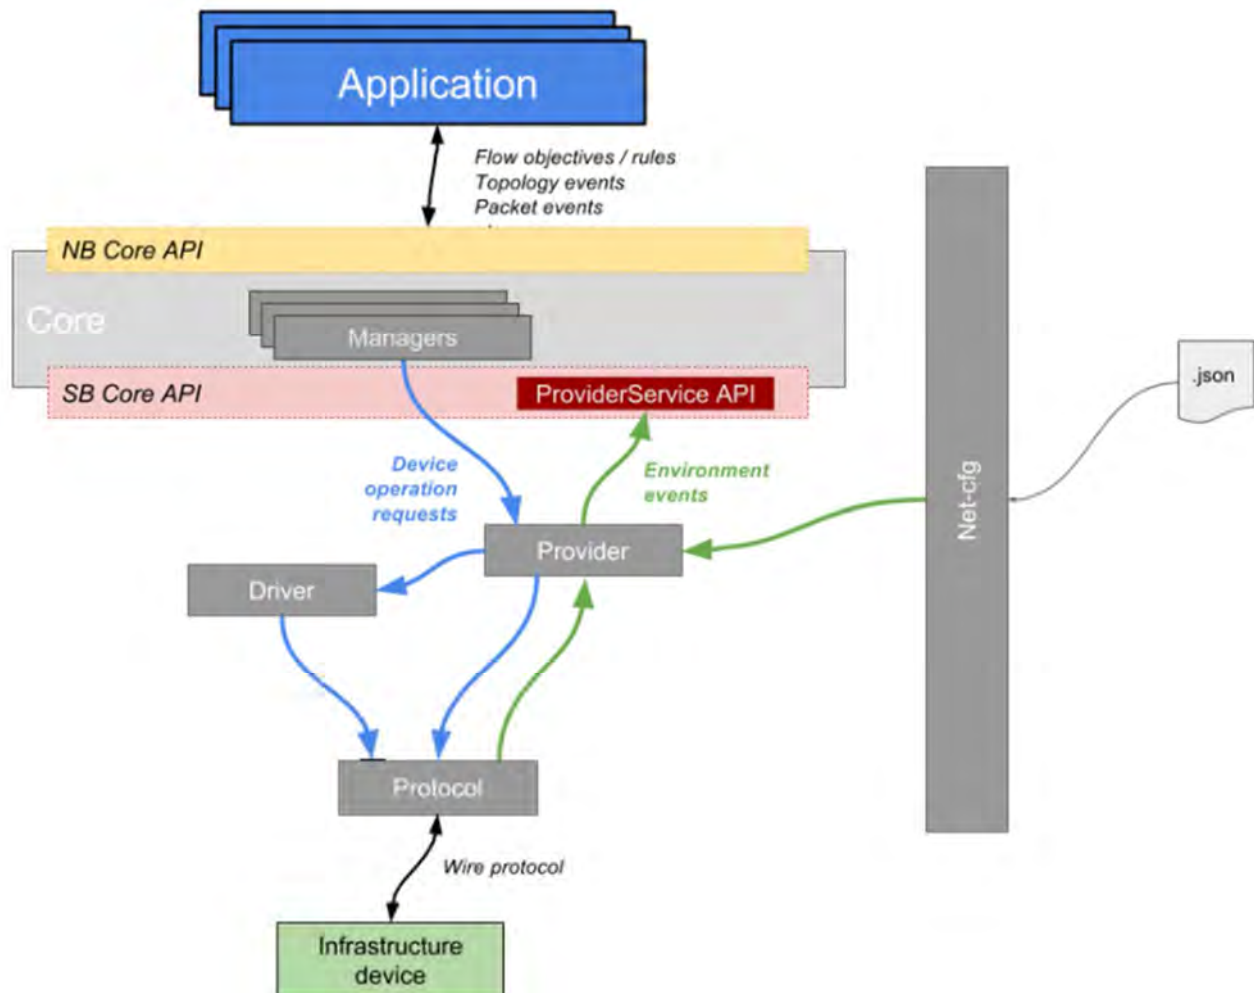 Application
Flow objectives / rules
Topology events
Packet events
NB Core API
Core
Managers
SB Core API
ProviderService API
.json
Device
operation
requests
Environment
events
Net-cfg
Provider
Driver
Protocol
Wire protocol
Infrastructure
device